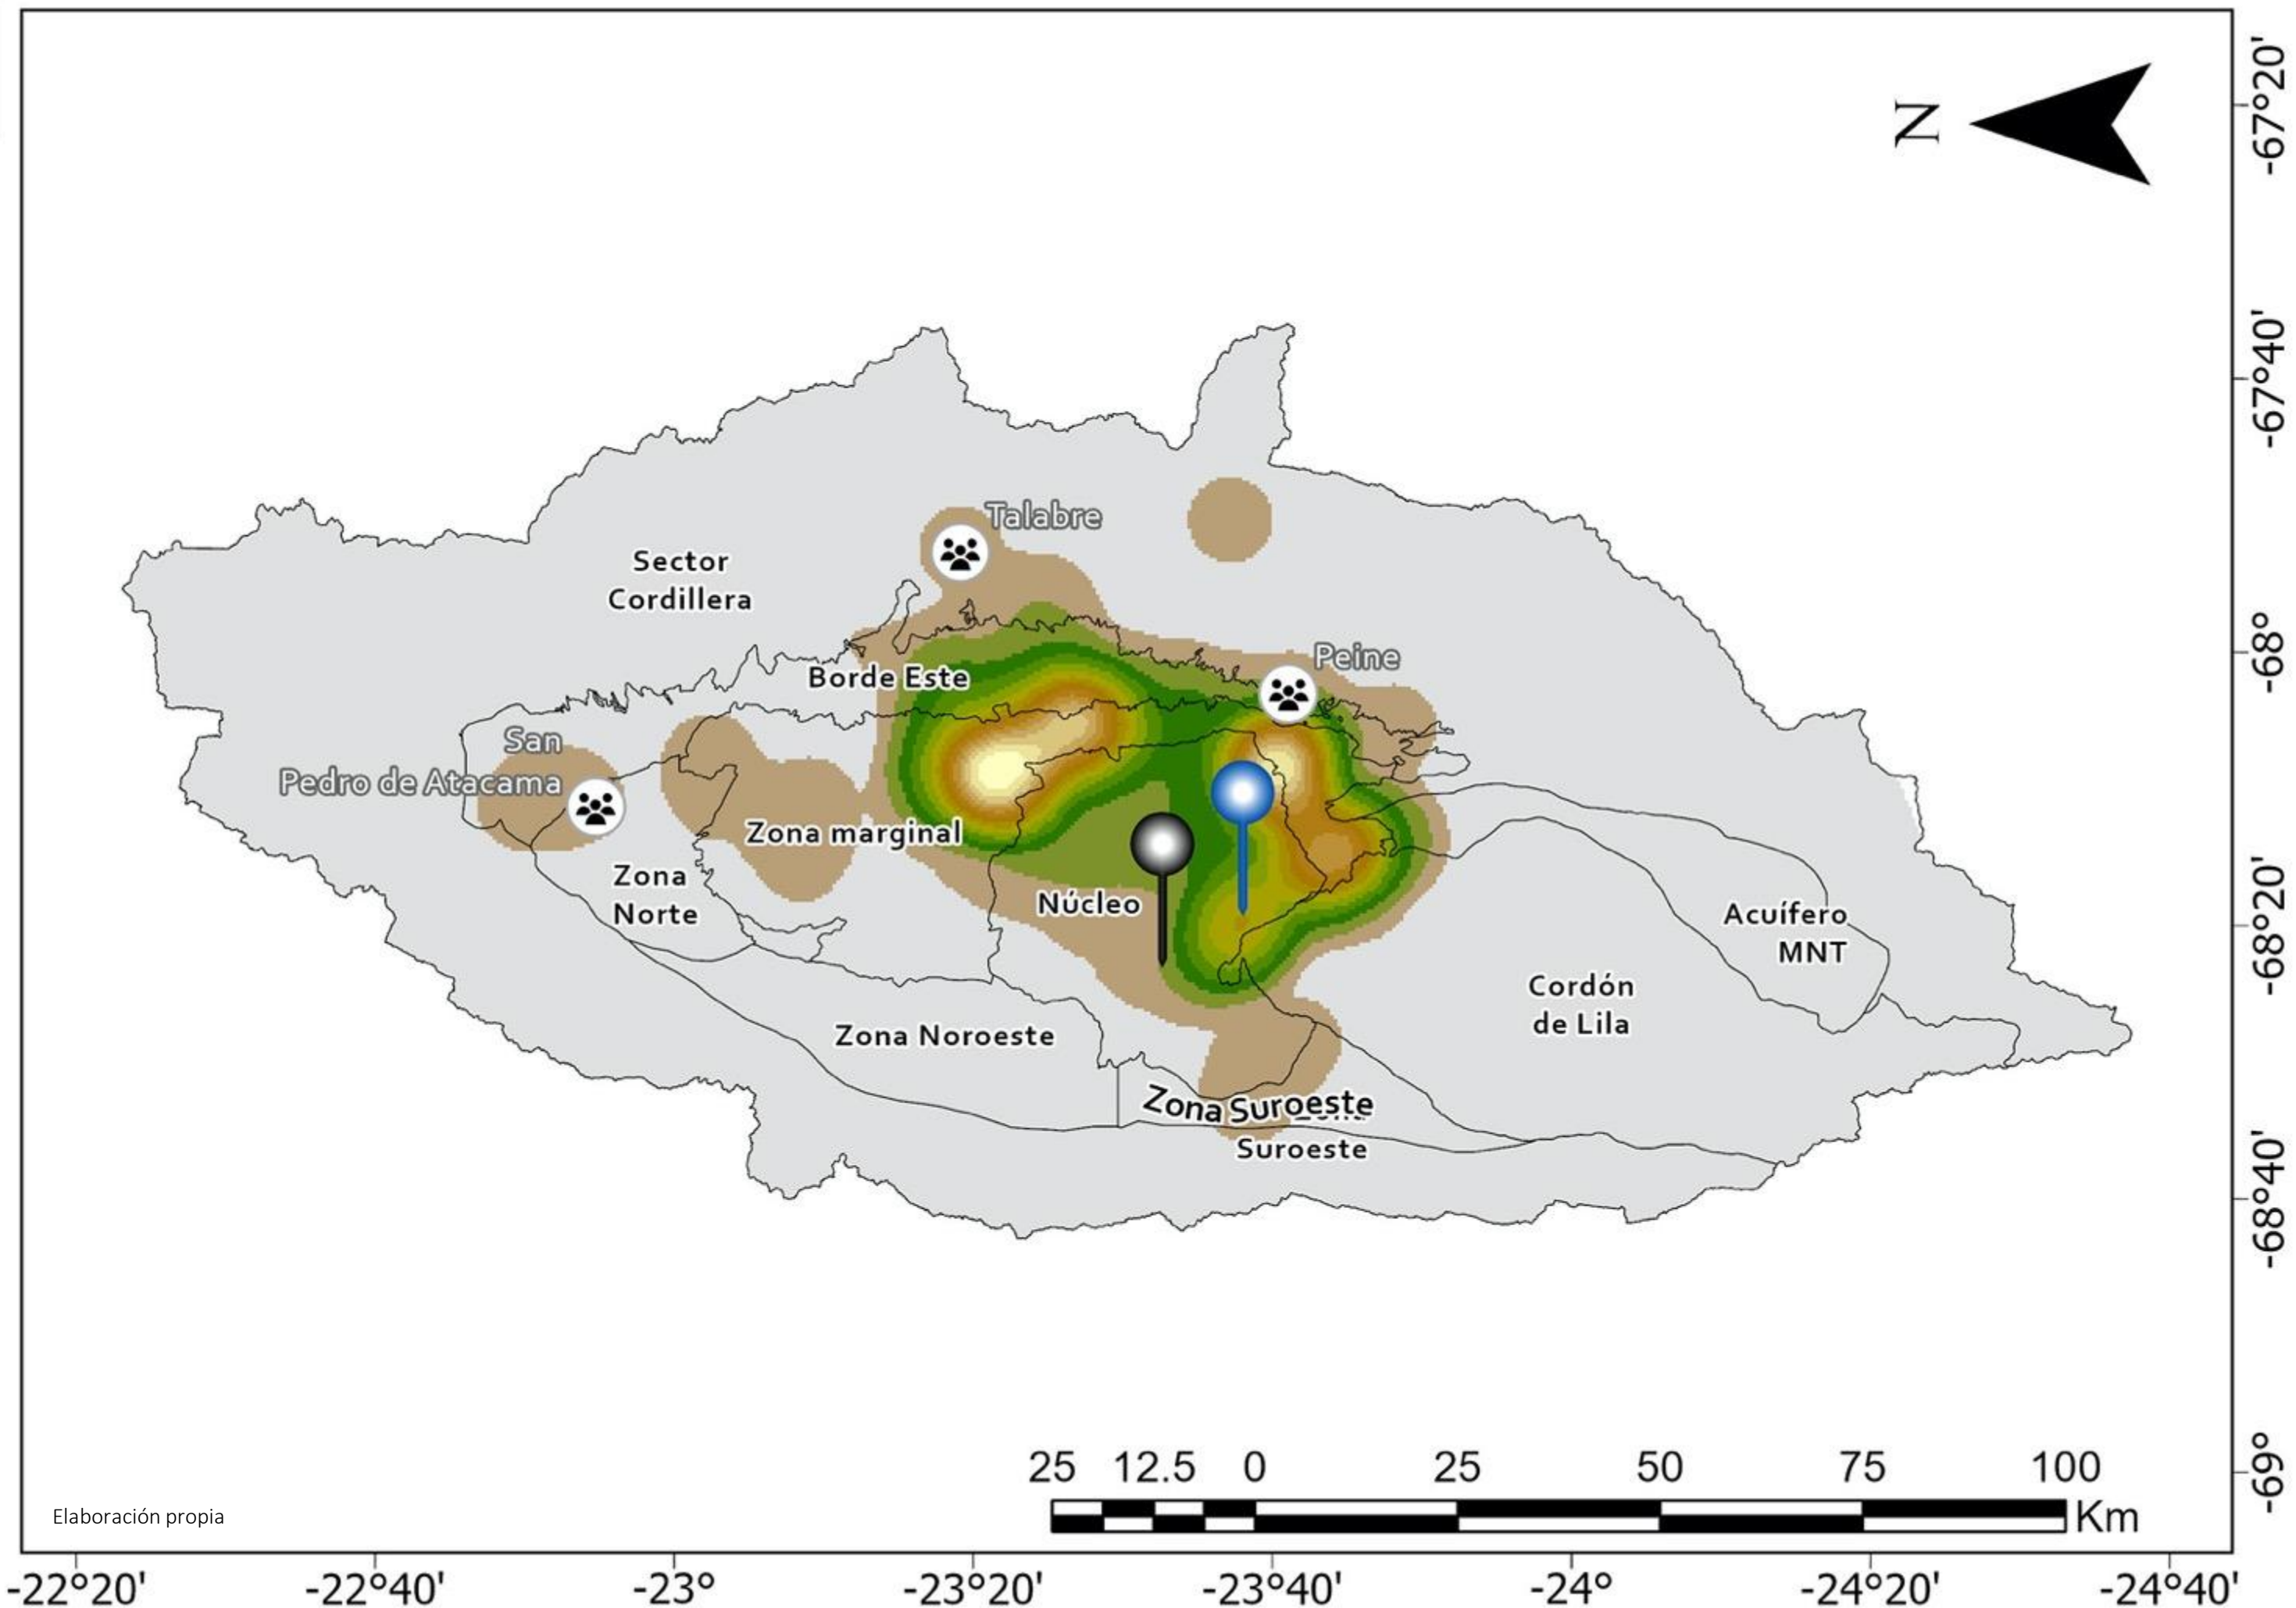 -67°20'
N
-67°40'
Talabre
Sector
Cordillera
Peine
-68°
Borde Este
San
Pedro de Atacama
Zona marginal
Zona
Norte
Núcleo
-68°20'
Acuífero
MNT
Cordón
de Lila
Zona Noroeste
Zona Suroeste
Suroeste
-68°40'
25 12.5 0 25 50 75 100
Km
-69°
Elaboración propia
-22°20' -22°40' -23° -23°20' -23°40' -24° -24°20' -24°40'